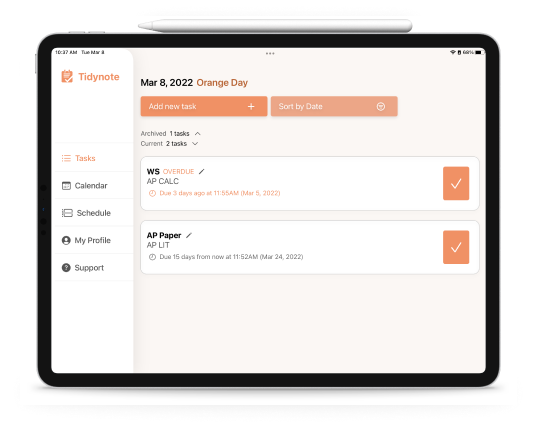 10:37 AM Tue Mar 8
68%
Tidynote
Mar 8, 2022 Orange Day
Add new task +
Sort by Date
Archived 1 tasks
Current 2 tasks
Tasks
Calendar
Schedule
My Profile
Support
WS OVERDUE
AP CALC
Due 3 days ago at 11:55AM (Mar 5, 2022)
AP Paper
AP LIT
Due 15 days from now at 11:52AM (Mar 24, 2022)